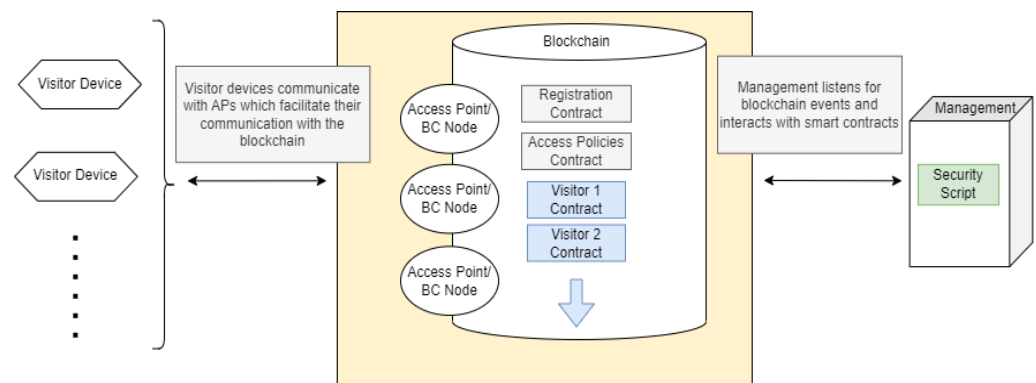 Visitor Device
Visitor Device
Visitor devices communicate
with APs which facilitate their
communication with the
blockchain
Blockchain
Access Point/
BC Node
Access Point/
BC Node
Access Point/
BC Node
Registration
Contract
Access Policies
Contract
Visitor 1
Contract
Visitor 2
Contract
Management listens for
blockchain events and
interacts with smart contracts
Management
Security
Script